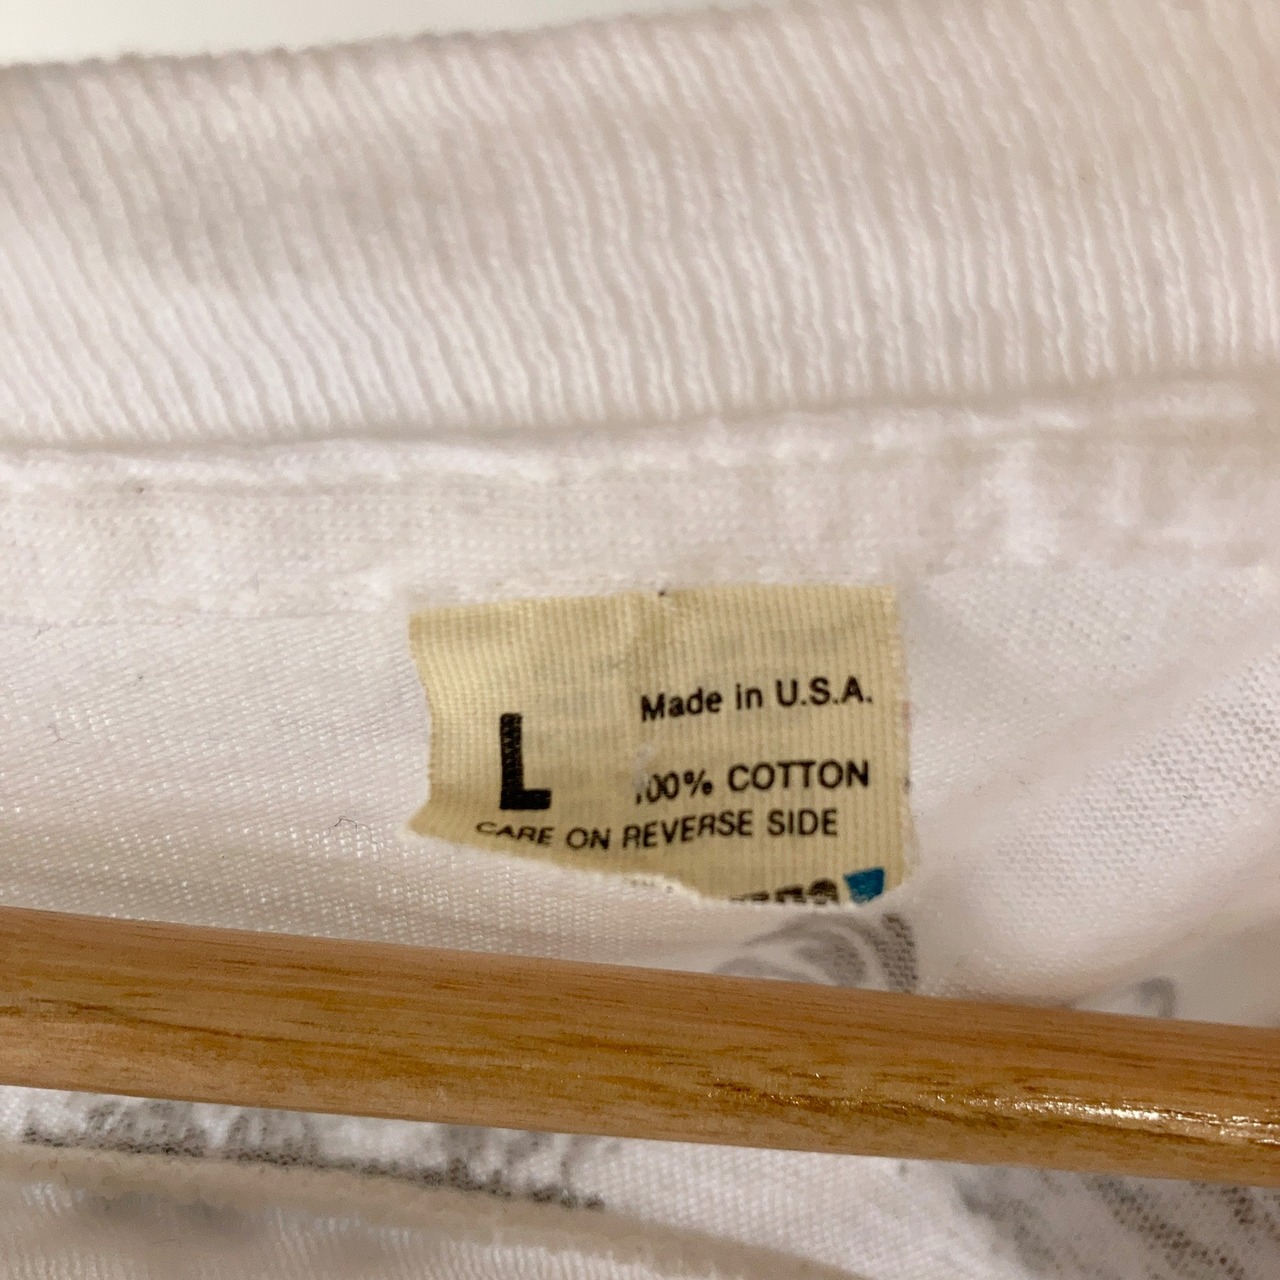 Made in U.S.A.
L
100% COTTON
CARE ON REVERSE SIDE